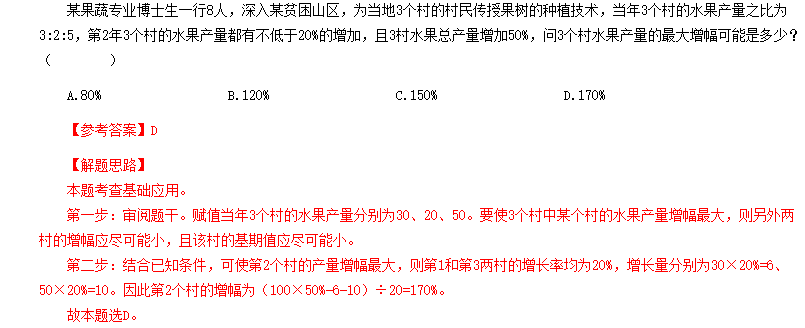 某果蔬专业博士生一行8人，深入某贫困山区，为当地3个村的村民传授果树的种植技术，当年3个村的水果产量之比为
3:2:5，第2年3个村的水果产量都有不低于20%的增加，且3村水果总产量增加50%，问3个村水果产量的最大增幅可能是多少？
（　　）
A.80% B.120% C.150% D.170%
【参考答案】D
【解题思路】
本题考查基础应用。
第一步：审阅题干。赋值当年3个村的水果产量分别为30、20、50。要使3个村中某个村的水果产量增幅最大，则另外两
村的增幅应尽可能小，且该村的基期值应尽可能小。
第二步：结合已知条件，可使第2个村的产量增幅最大，则第1和第3两村的增长率均为20%，增长量分别为30×20%=6、
50×20%=10。因此第2个村的增幅为（100×50%-6-10）÷20=170%。
故本题选D。